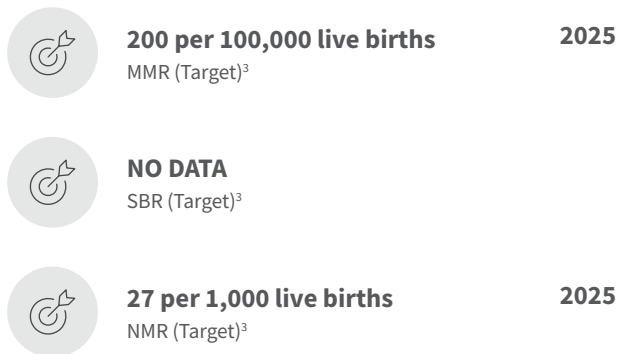 200 per 100,000 live births 2025
MMR (Target)³
NO DATA
SBR (Target)³
27 per 1,000 live births 2025
NMR (Target)³